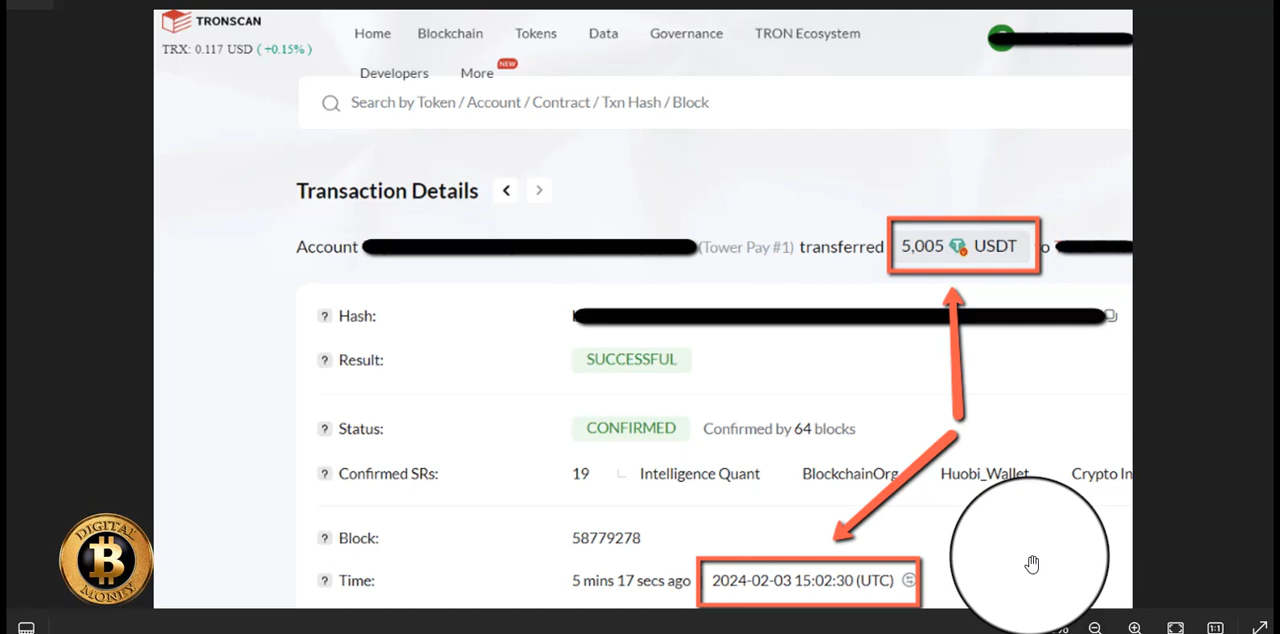 TRONSCAN
TRX: 0.117 USD ( +0.15% )
Home Blockchain Tokens Data Governance TRON Ecosystem
Developers More NEW
Search by Token / Account / Contract / Txn Hash / Block
Transaction Details
Account (Tower Pay #1) transferred 5,005 USDT to
? Hash:
? Result: SUCCESSFUL
? Status: CONFIRMED Confirmed by 64 blocks
? Confirmed SRs: 19 Intelligence Quant BlockchainOrg Huobi_Wallet Crypto In
? Block: 58779278
? Time: 5 mins 17 secs ago 2024-02-03 15:02:30 (UTC)
DIGITAL
B
MONEY
% 1:1